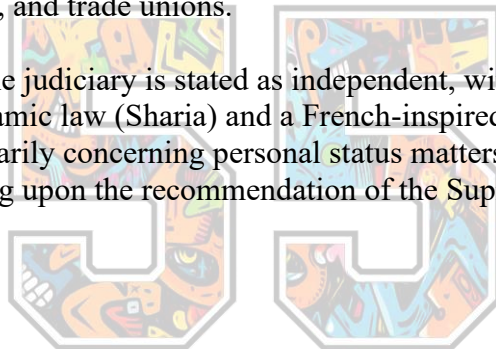 , and trade unions.
e judiciary is stated as independent, wi
amic law (Sharia) and a French-inspired
arily concerning personal status matters
g upon the recommendation of the Sup